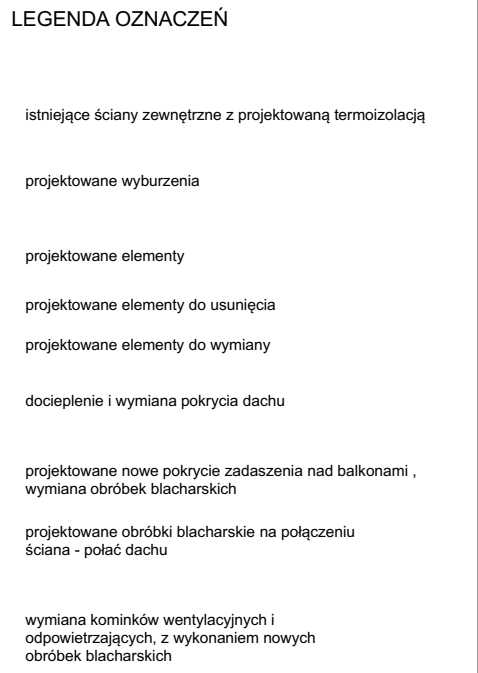 LEGENDA OZNACZEŃ
istniejące ściany zewnętrzne z projektowaną termoizolacją
projektowane wyburzenia
projektowane elementy
projektowane elementy do usunięcia
projektowane elementy do wymiany
docieplenie i wymiana pokrycia dachu
projektowane nowe pokrycie zadaszenia nad balkonami ,
wymiana obróbek blacharskich
projektowane obróbki blacharskie na połączeniu
ściana - połać dachu
wymiana kominków wentylacyjnych i
odpowietrzających, z wykonaniem nowych
obróbek blacharskich